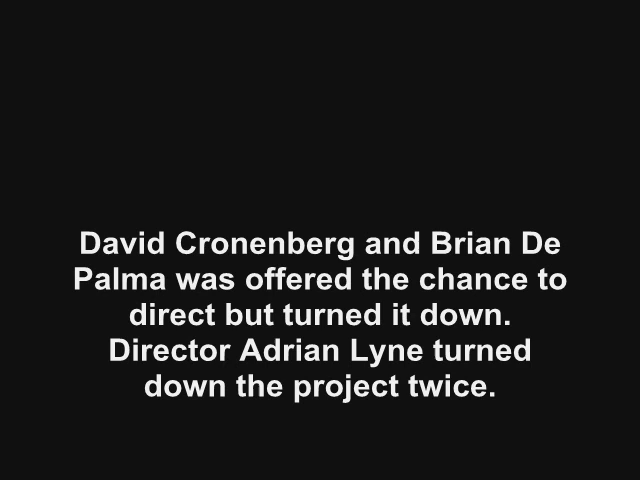 David Cronenberg and Brian De
Palma was offered the chance to
direct but turned it down.
Director Adrian Lyne turned
down the project twice.